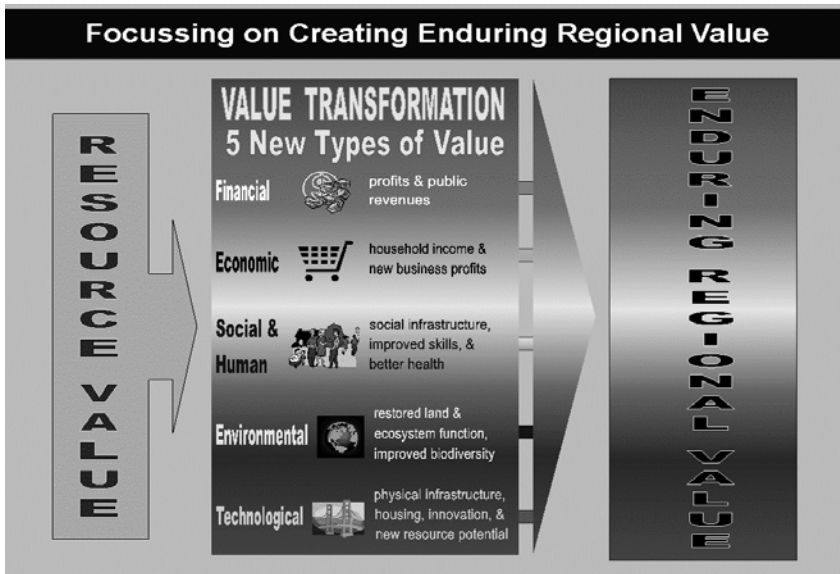 Focussing on Creating Enduring Regional Value
RESOURCE VALUE
VALUE TRANSFORMATION
5 New Types of Value
Financial
profits & public
revenues
Economic
household income &
new business profits
Social &
Human
social infrastructure,
improved skills, &
better health
Environmental
restored land &
ecosystem function,
improved biodiversity
Technological
physical infrastructure,
housing, innovation, &
new resource potential
ENDURING REGIONAL VALUE